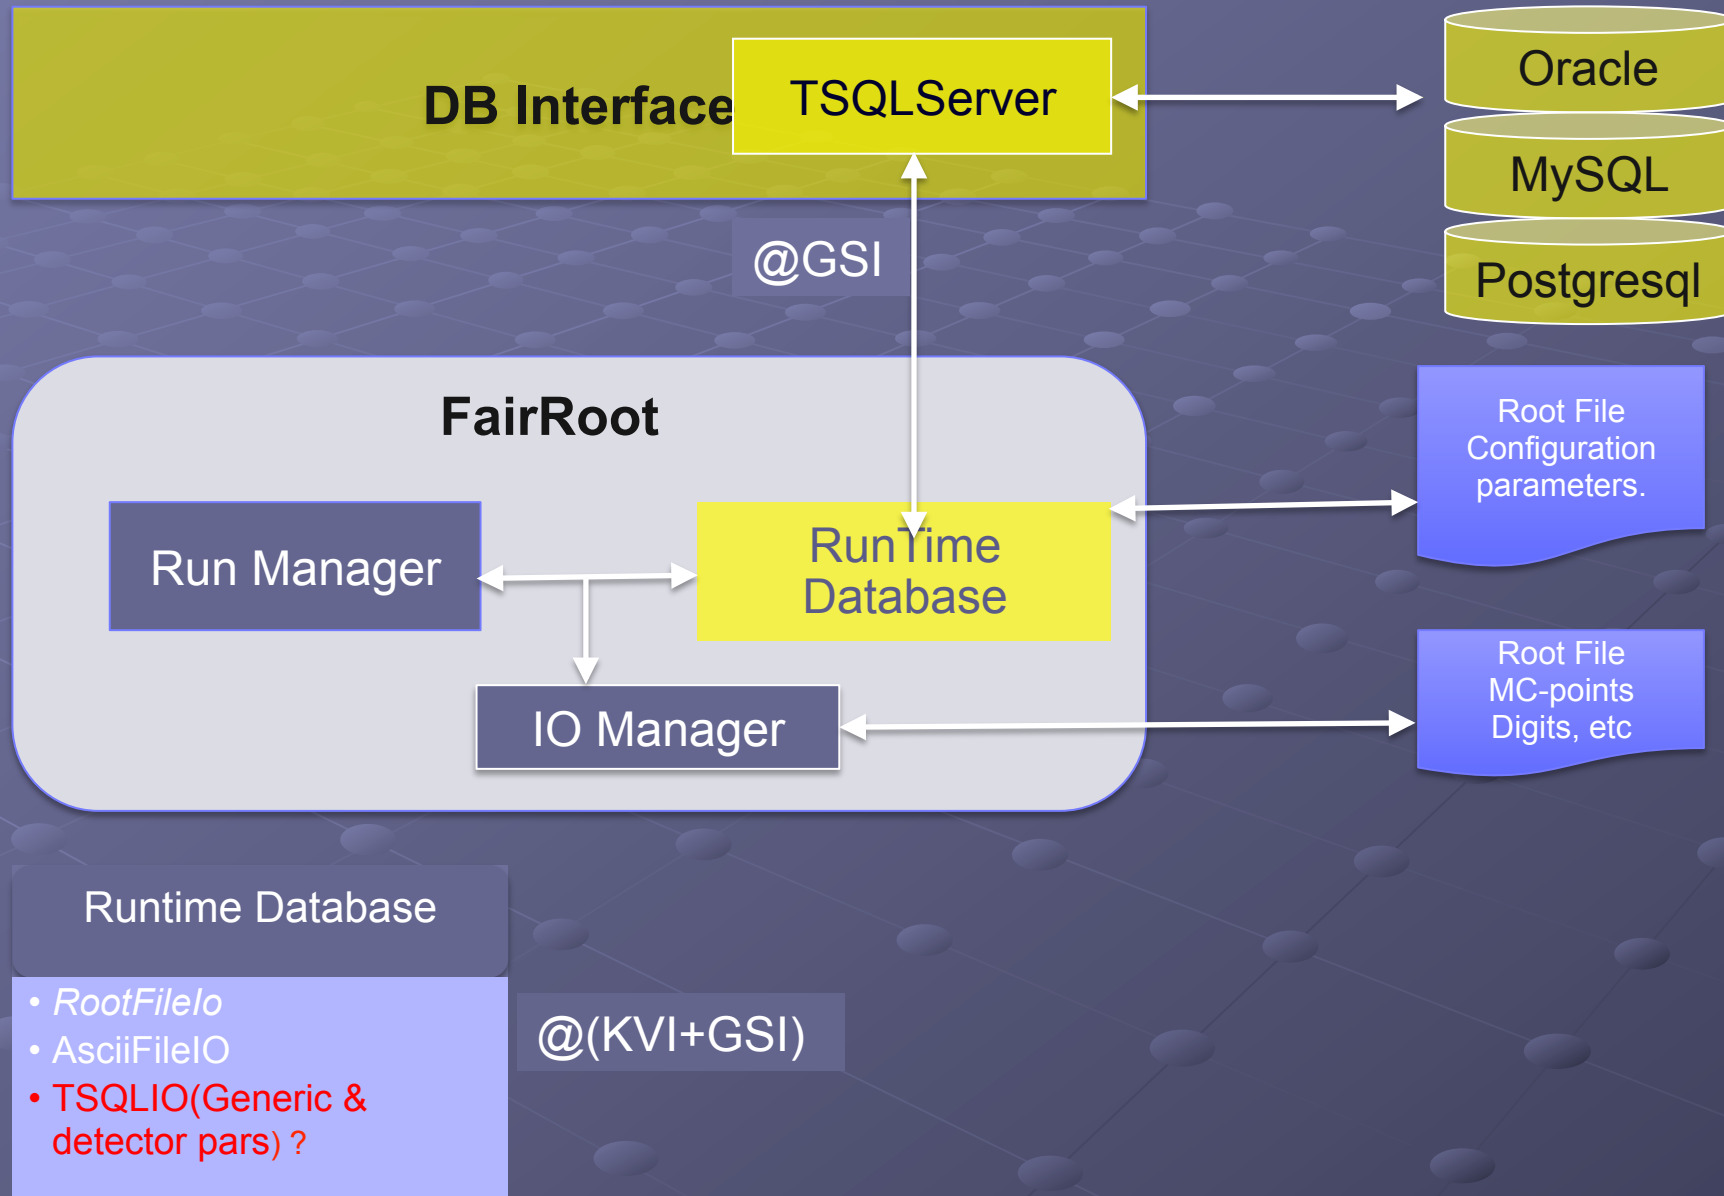 DB Interface
TSQLServer
Oracle
MySQL
Postgresql
@GSI
FairRoot
Root File
Configuration
parameters.
Run Manager
RunTime
Database
IO Manager
Root File
MC-points
Digits, etc
Runtime Database
• RootFileIo
• AsciiFileIO
• TSQLIO(Generic &
detector pars) ?
@(KVI+GSI)